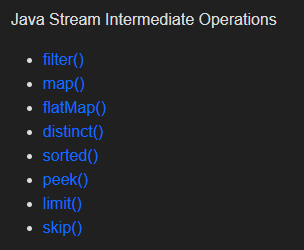 Java Stream Intermediate Operations
filter()
map()
flatMap()
distinct()
sorted()
peek()
limit()
skip()